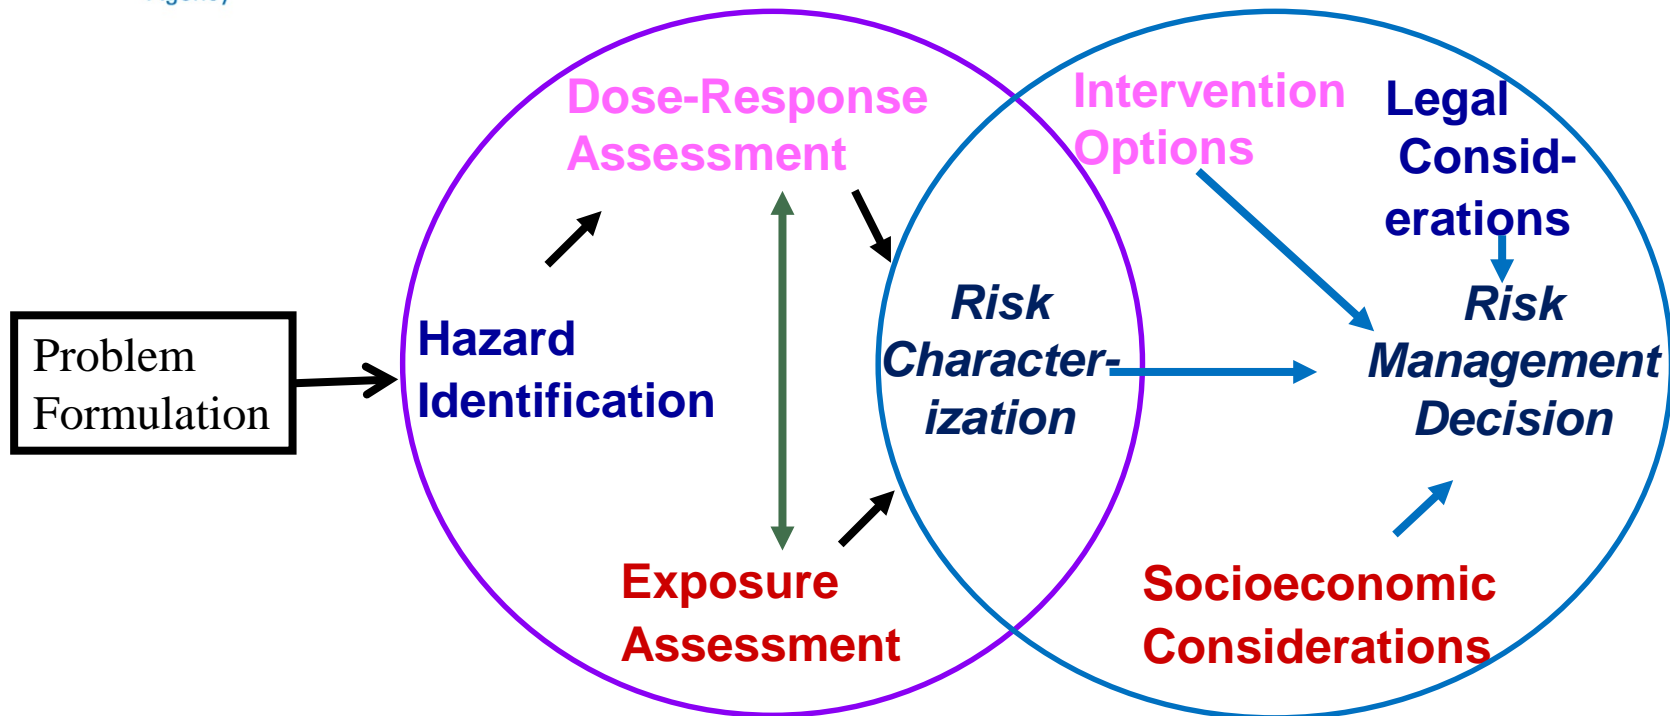 Dose-Response
Assessment
Intervention
Options
Legal
Consid-
erations
Problem
Formulation
Hazard
Identification
Risk
Character-
ization
Risk
Management
Decision
Exposure
Assessment
Socioeconomic
Considerations